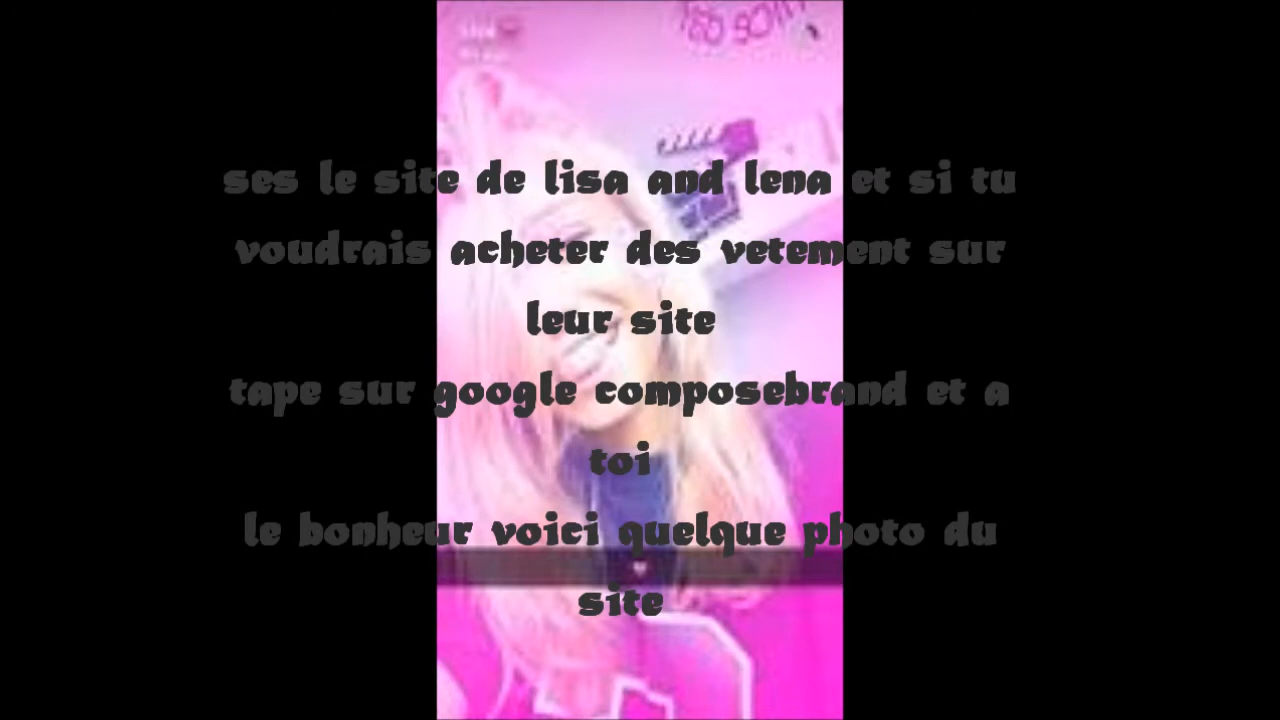 ses le site de lisa and lena et si tu
voudrais acheter des vetement sur
leur site
tape sur google composebrand et a
toi
le bonheur voici quelque photo du
site